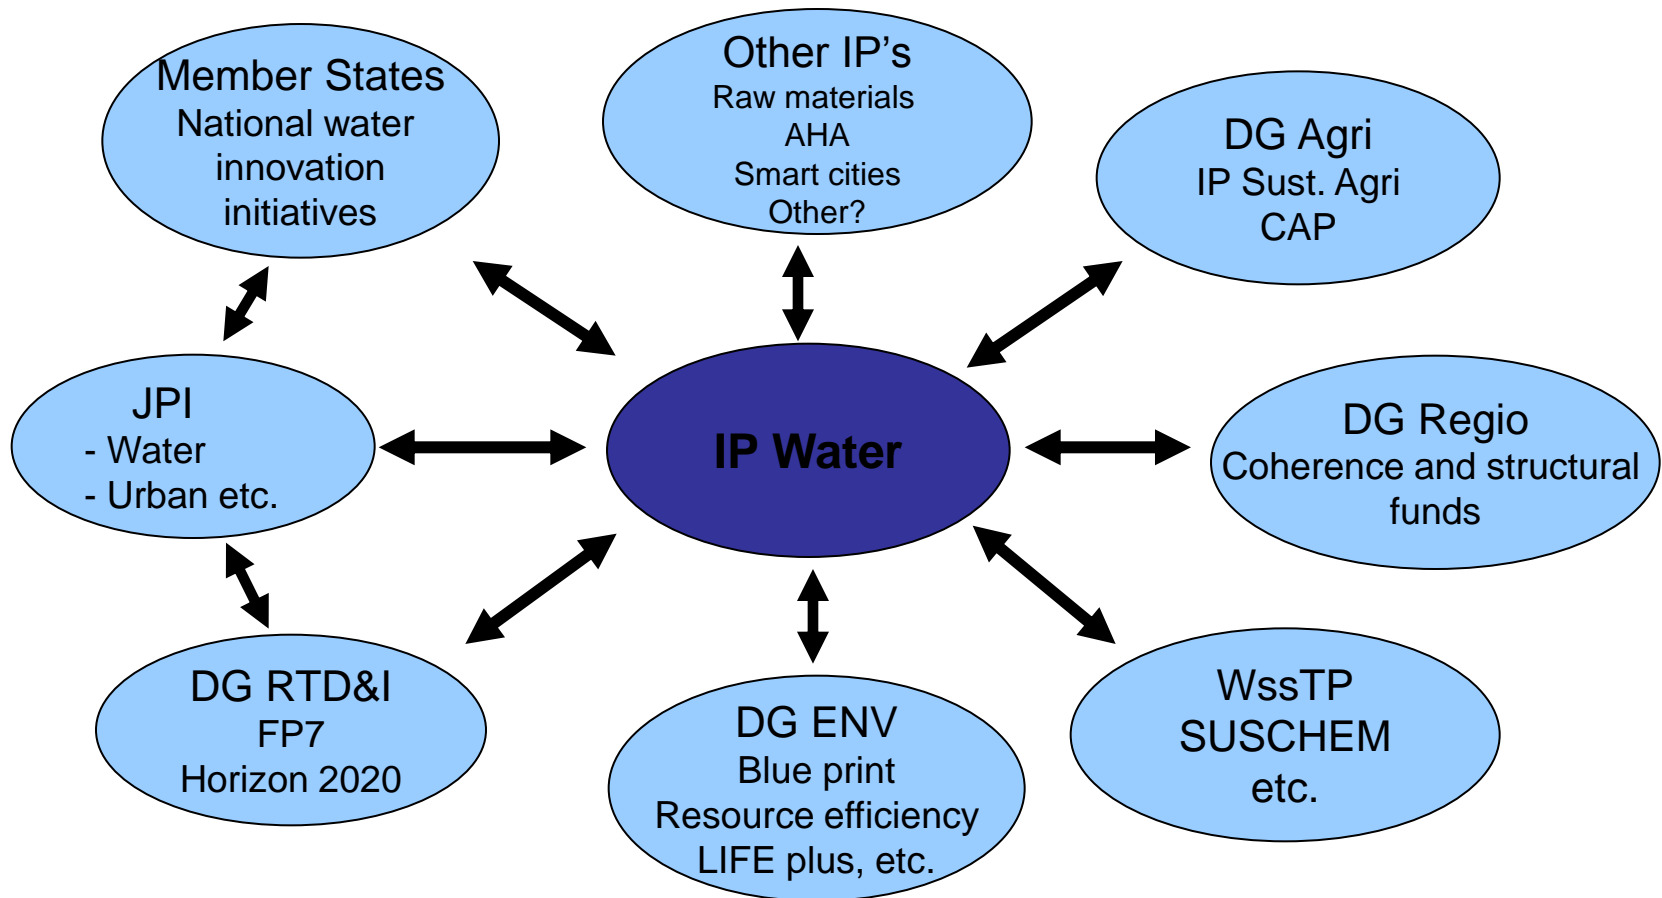 Member States
National water
innovation
initiatives
Other IP’s
Raw materials
AHA
Smart cities
Other?
DG Agri
IP Sust. Agri
CAP
JPI
- Water
- Urban etc.
IP Water
DG Regio
Coherence and structural
funds
DG RTD&I
FP7
Horizon 2020
DG ENV
Blue print
Resource efficiency
LIFE plus, etc.
WssTP
SUSCHEM
etc.